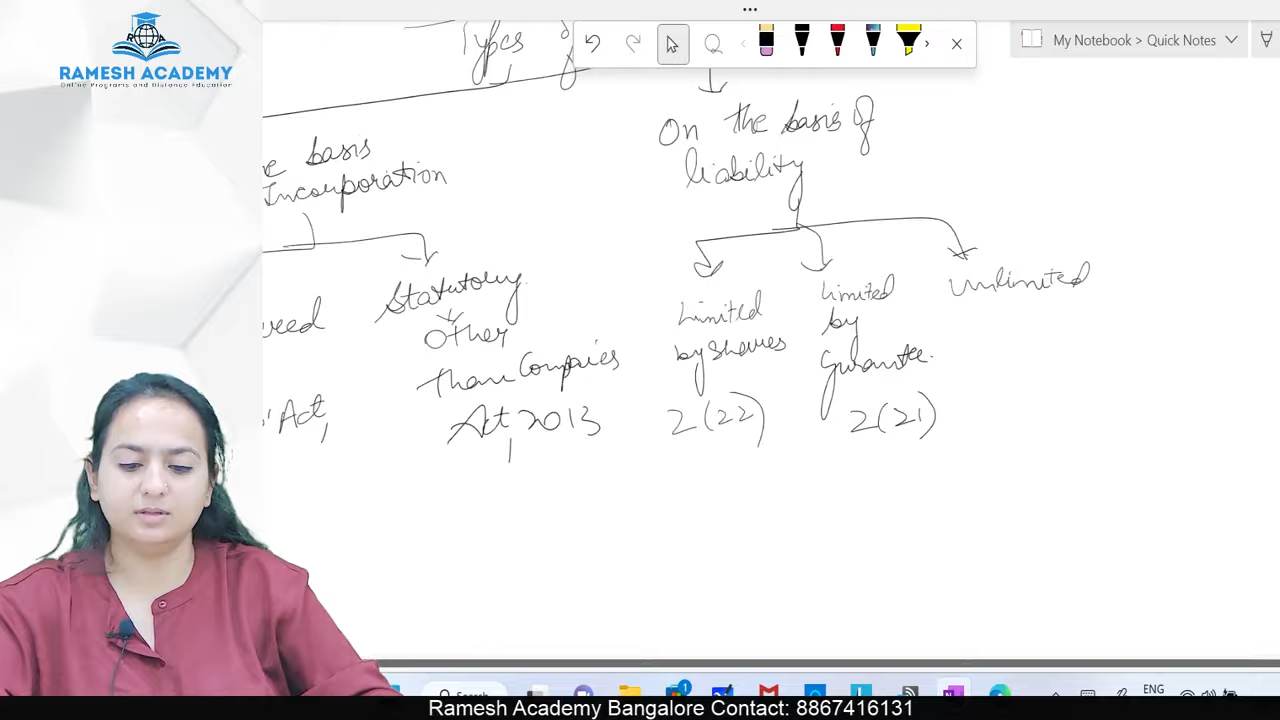 RAMESH ACADEMY
Online Programs and Distance Education
My Notebook > Quick Notes
Types
On the basis of
liability
basis
Incorporation
Statutory
Other
Than Companies
Act, 2013
Act,
Limited
by shares
2(22)
Limited
by
Guarantee.
2(21)
Unlimited
ENG
Ramesh Academy Bangalore Contact: 8867416131